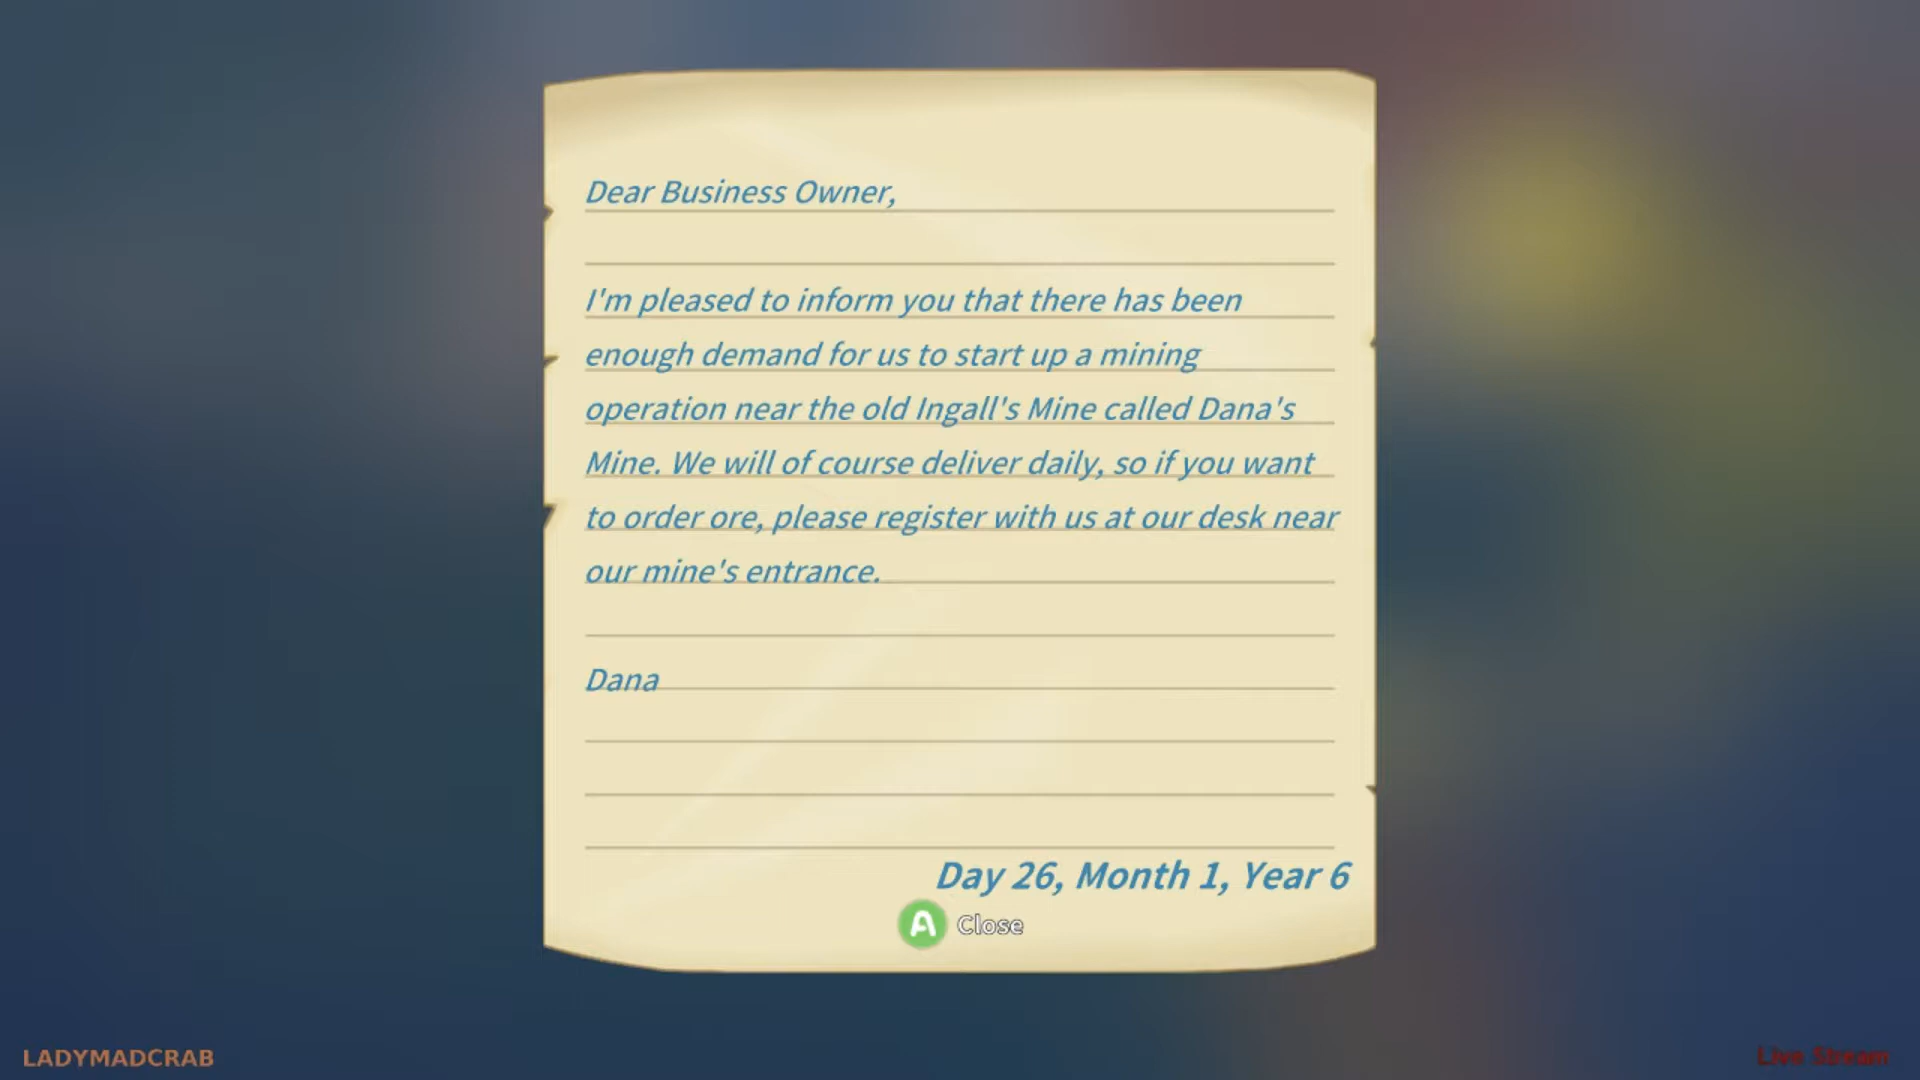 Dear Business Owner,
I'm pleased to inform you that there has been
enough demand for us to start up a mining
operation near the old Ingall's Mine called Dana's
Mine. We will of course deliver daily, so if you want
to order ore, please register with us at our desk near
our mine's entrance.
Dana
Day 26, Month 1, Year 6
A Close
LADYMADCRAB
Live Stream